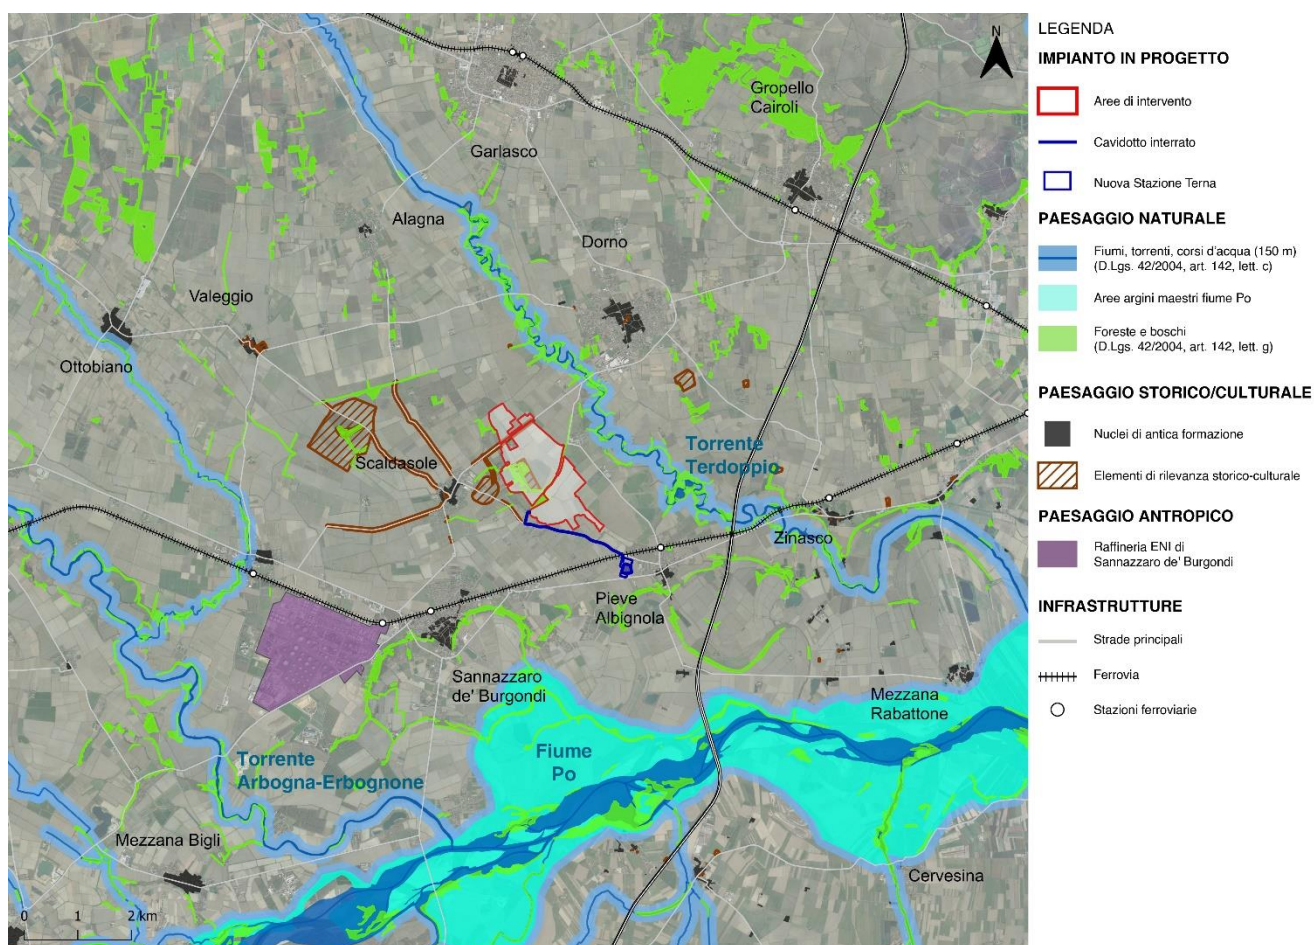 N
Gropello
Cairoli
Garlasco
Alagna
Dorno
Valeggio
Ottobiano
Scaldasole
Torrente
Terdoppio
Zinasco
Pieve
Albignola
Sannazzaro
de' Burgondi
Mezzana
Rabattone
Fiume
Po
Torrente
Arbogna-Erbognone
Mezzana Bigli
Cervesina
0 1 2 km
LEGENDA
IMPIANTO IN PROGETTO
Aree di intervento
Cavidotto interrato
Nuova Stazione Terna
PAESAGGIO NATURALE
Fiumi, torrenti, corsi d'acqua (150 m)
(D.Lgs. 42/2004, art. 142, lett. c)
Aree argini maestri fiume Po
Foreste e boschi
(D.Lgs. 42/2004, art. 142, lett. g)
PAESAGGIO STORICO/CULTURALE
Nuclei di antica formazione
Elementi di rilevanza storico-culturale
PAESAGGIO ANTROPICO
Raffineria ENI di
Sannazzaro de' Burgondi
INFRASTRUTTURE
Strade principali
Ferrovia
Stazioni ferroviarie